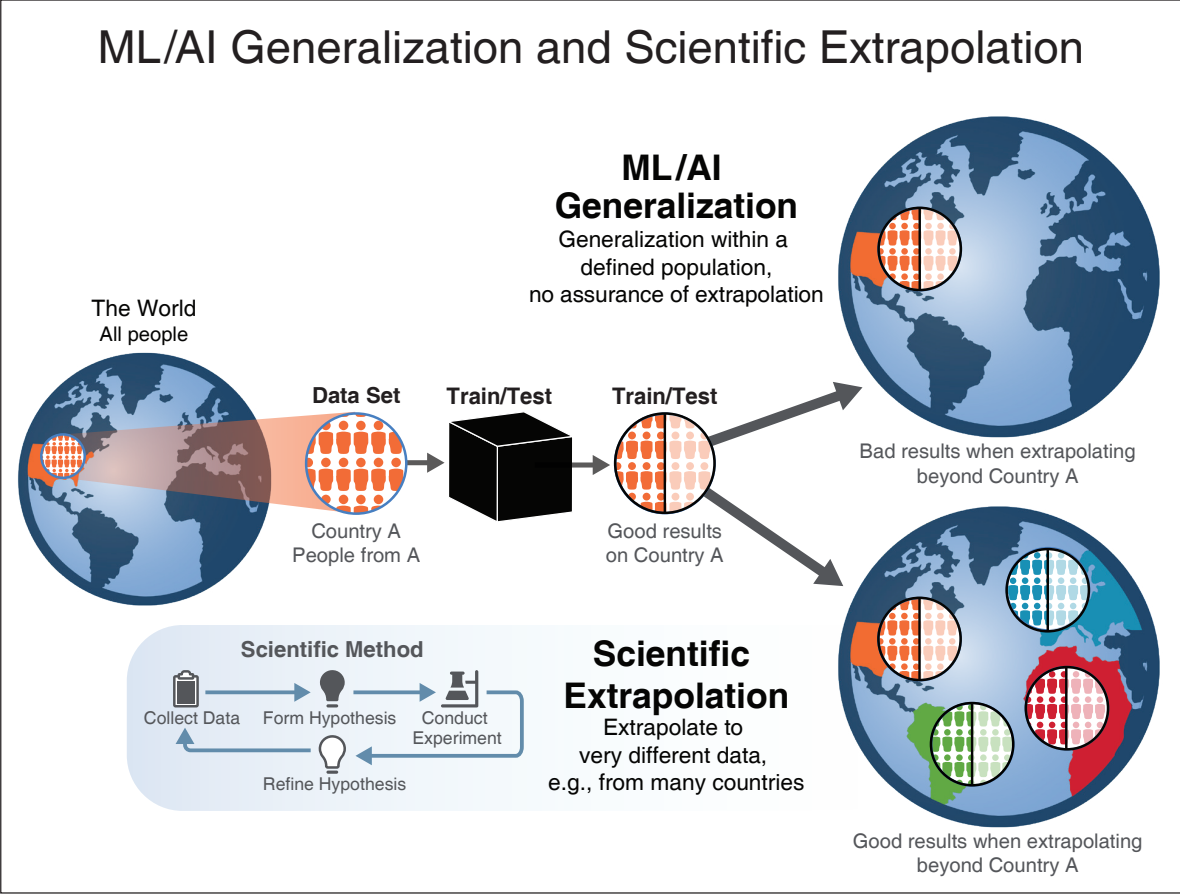 ML/AI Generalization and Scientific Extrapolation
ML/AI
Generalization
Generalization within a
defined population,
no assurance of extrapolation
The World
All people
Data Set
Train/Test
Train/Test
Country A
People from A
Good results
on Country A
Bad results when extrapolating
beyond Country A
Scientific Method
Collect Data
Form Hypothesis
Conduct
Experiment
Refine Hypothesis
Scientific
Extrapolation
Extrapolate to
very different data,
e.g., from many countries
Good results when extrapolating
beyond Country A